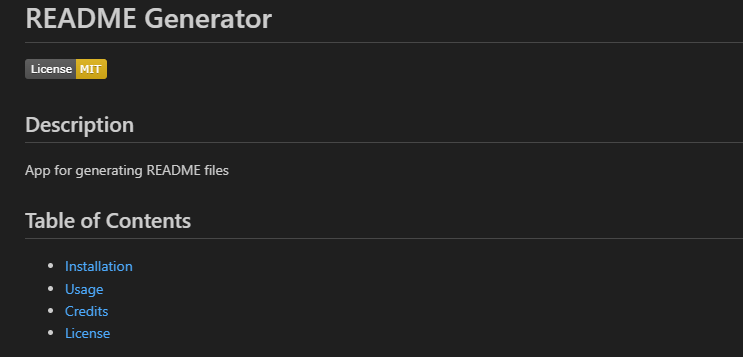 README Generator
License MIT
Description
App for generating README files
Table of Contents
Installation
Usage
Credits
License